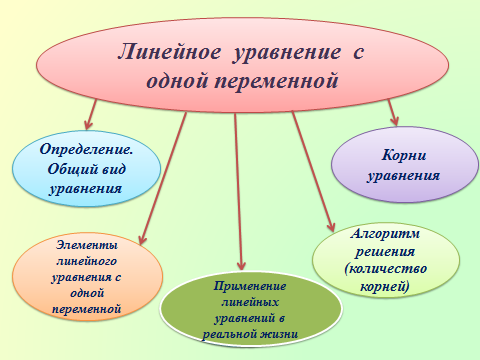 Линейное уравнение с
одной переменной
Определение.
Общий вид
уравнения
Корни
уравнения
Элементы
линейного
уравнения с
одной
переменной
Применение
линейных
уравнений в
реальной жизни
Алгоритм
решения
(количество
корней)